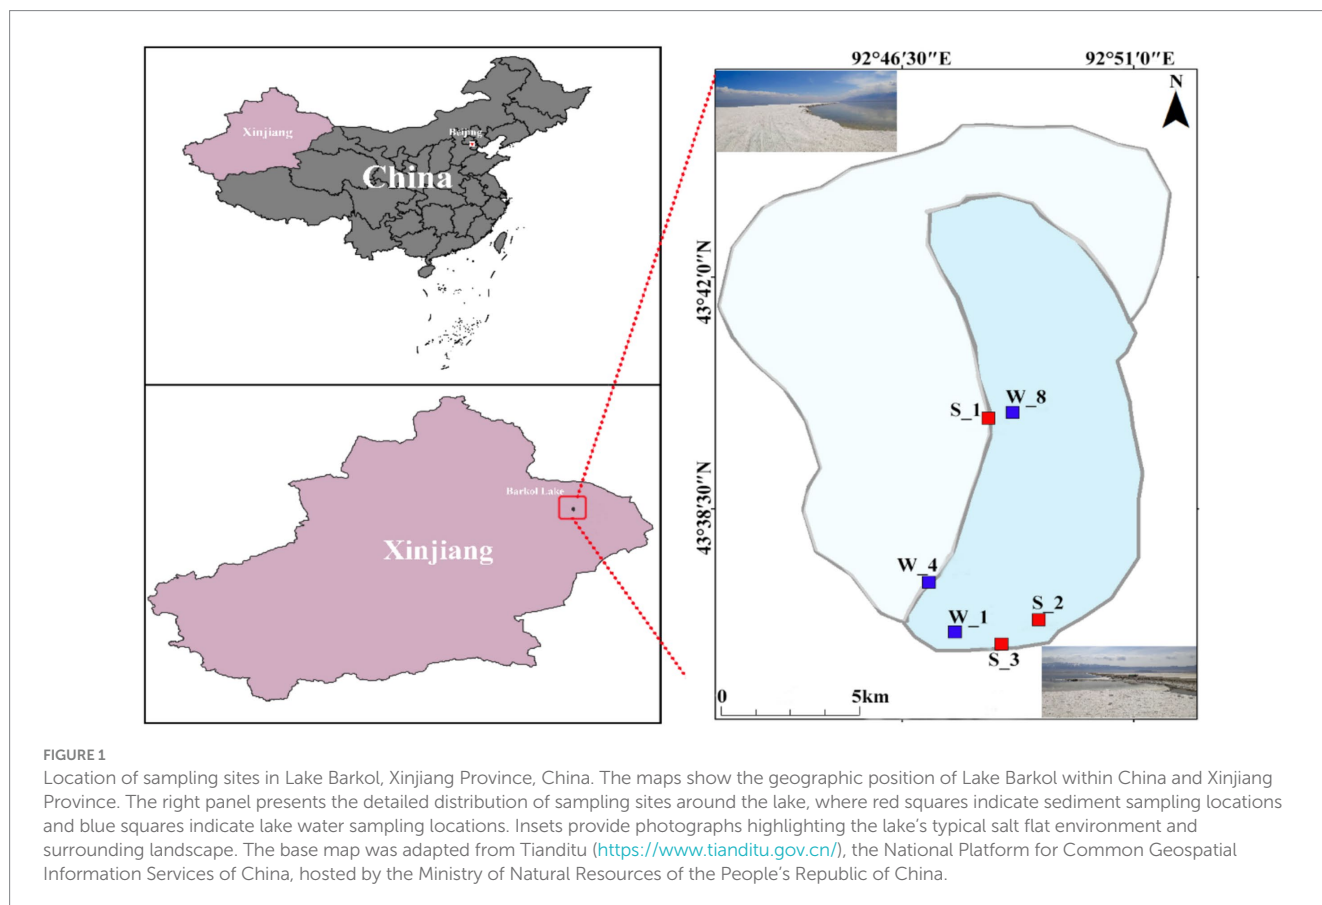 92°46′30″E 92°51′0″E
N
Xinjiang
Beijing
China
43°42′0″N
S_1 W_8
Barkol Lake
43°38′30″N
Xinjiang
W_4
S_2
W_1
S_3
0 5km
FIGURE 1
Location of sampling sites in Lake Barkol, Xinjiang Province, China. The maps show the geographic position of Lake Barkol within China and Xinjiang
Province. The right panel presents the detailed distribution of sampling sites around the lake, where red squares indicate sediment sampling locations
and blue squares indicate lake water sampling locations. Insets provide photographs highlighting the lake’s typical salt flat environment and
surrounding landscape. The base map was adapted from Tianditu (https://www.tianditu.gov.cn/), the National Platform for Common Geospatial
Information Services of China, hosted by the Ministry of Natural Resources of the People’s Republic of China.